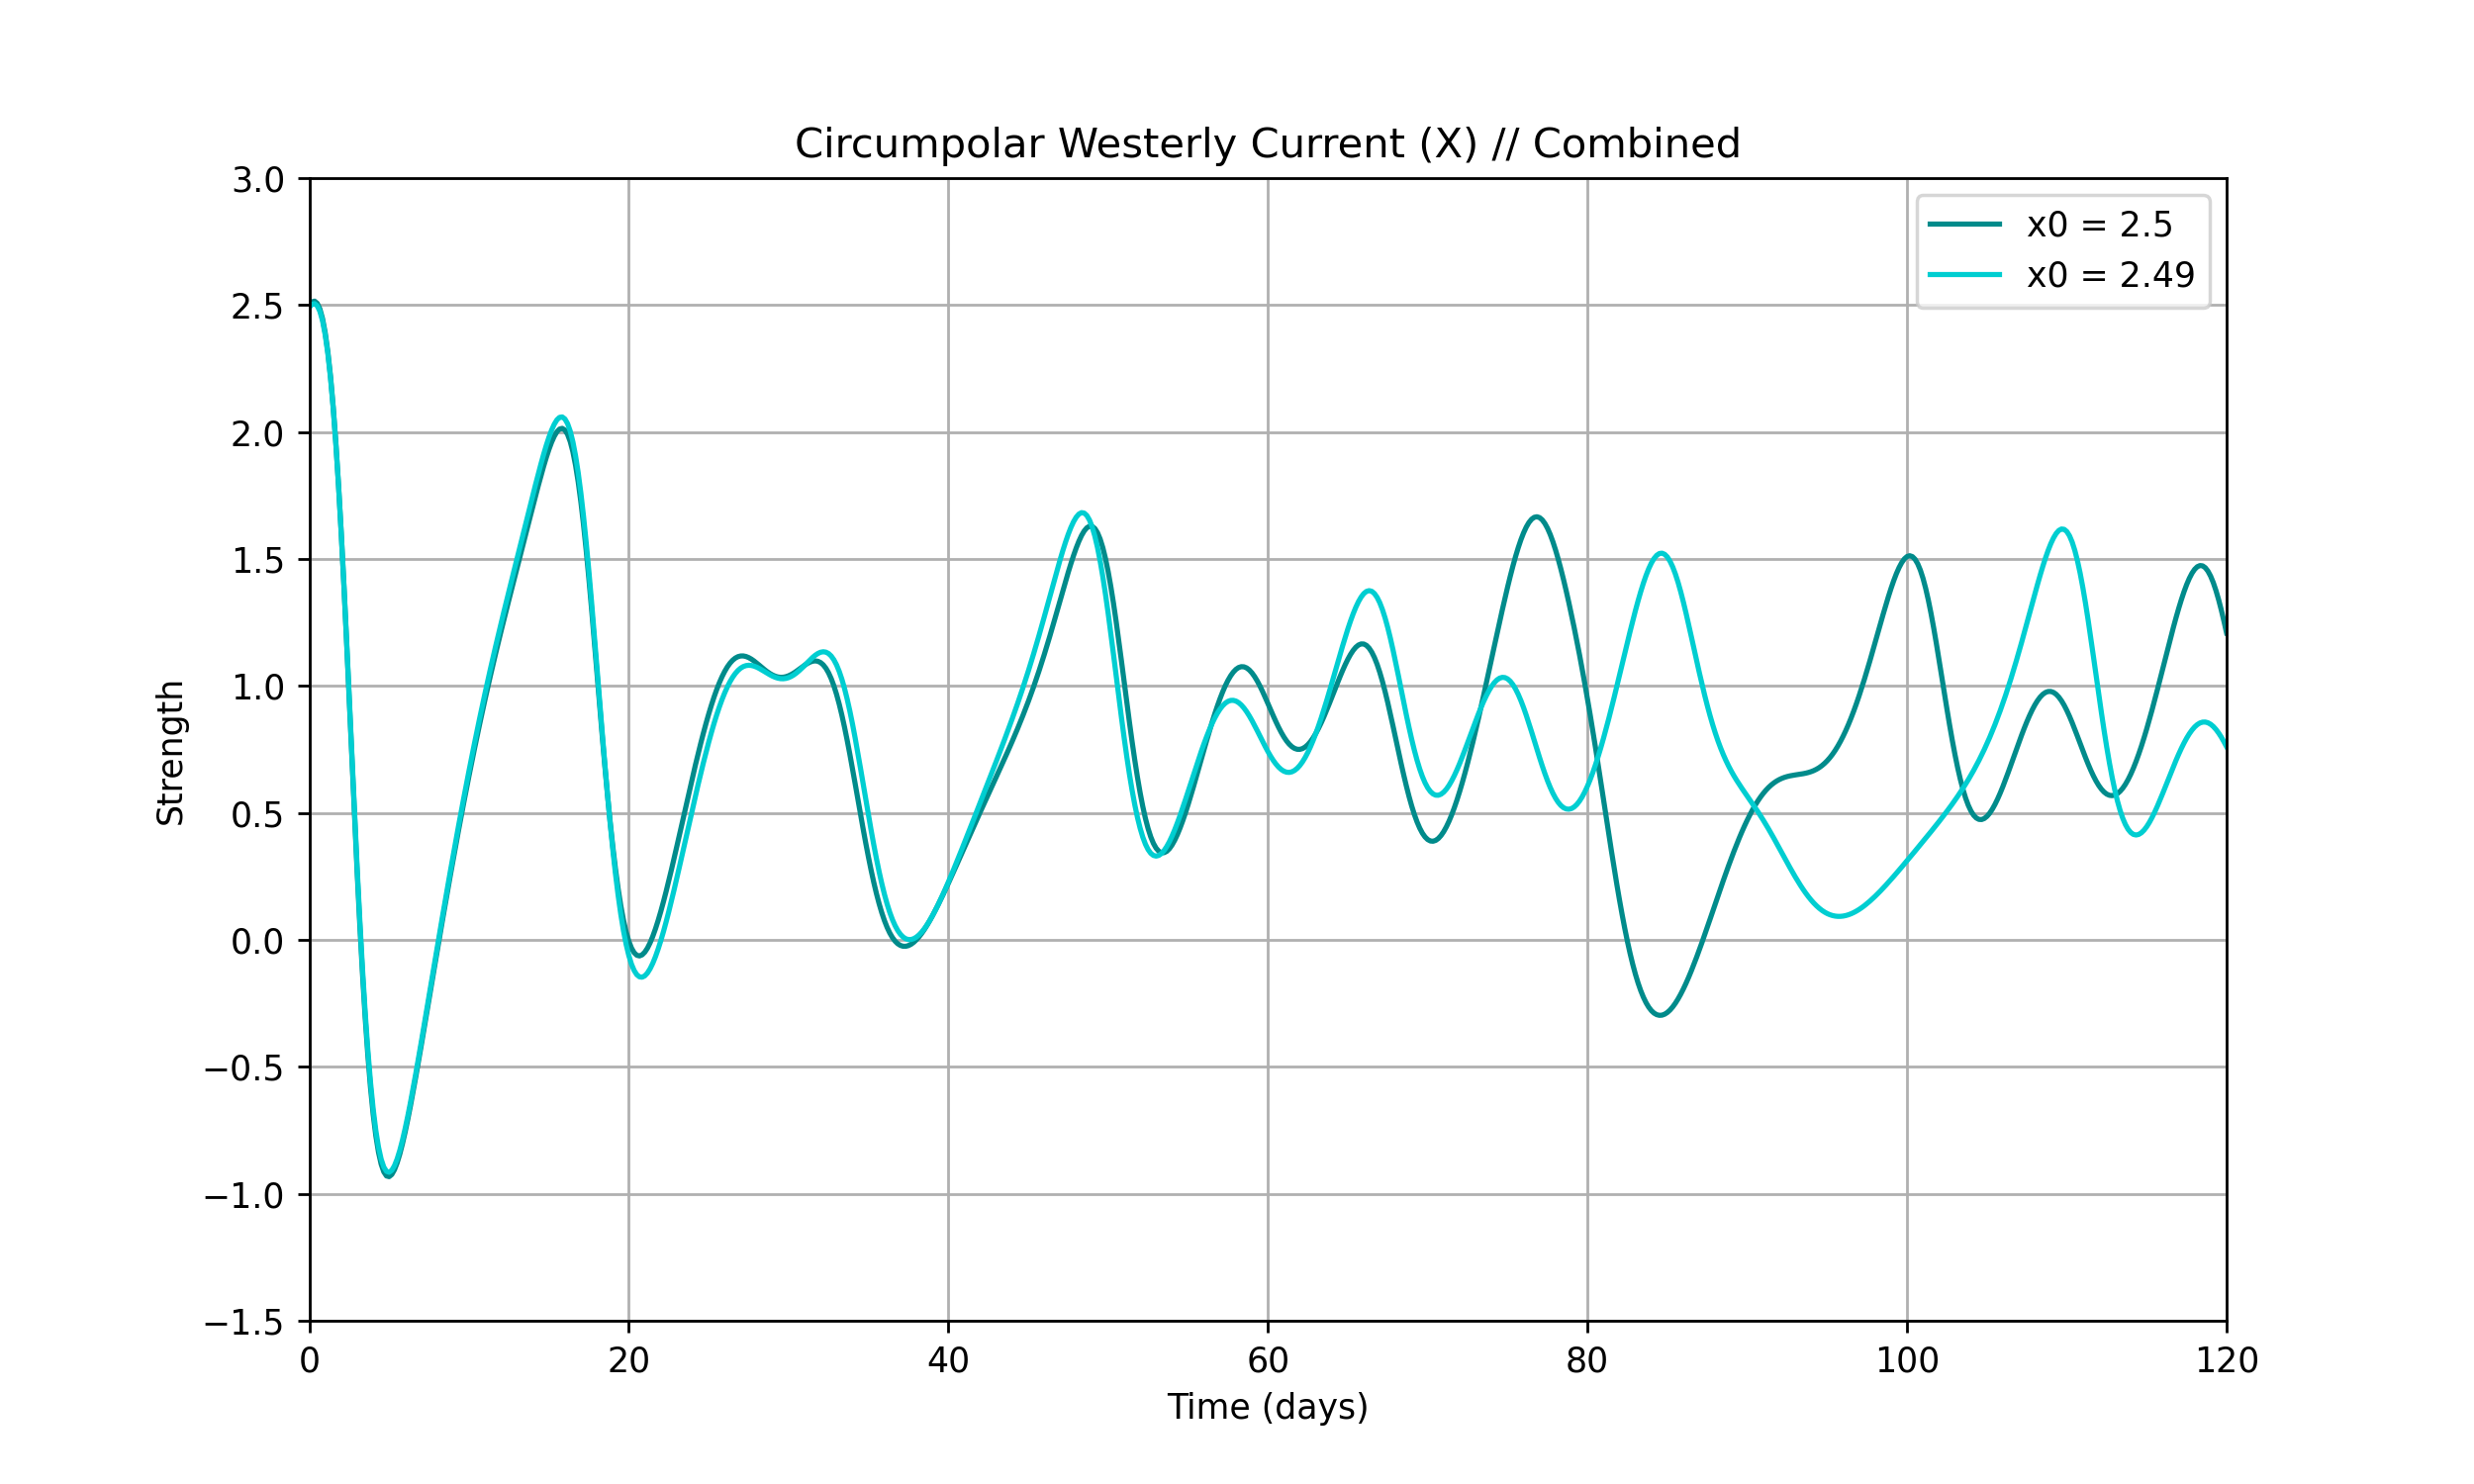 Circumpolar Westerly Current (X) // Combined
x0 = 2.5
x0 = 2.49
3.0
2.5
2.0
1.5
1.0
0.5
0.0
−0.5
−1.0
−1.5
Strength
0 20 40 60 80 100 120
Time (days)